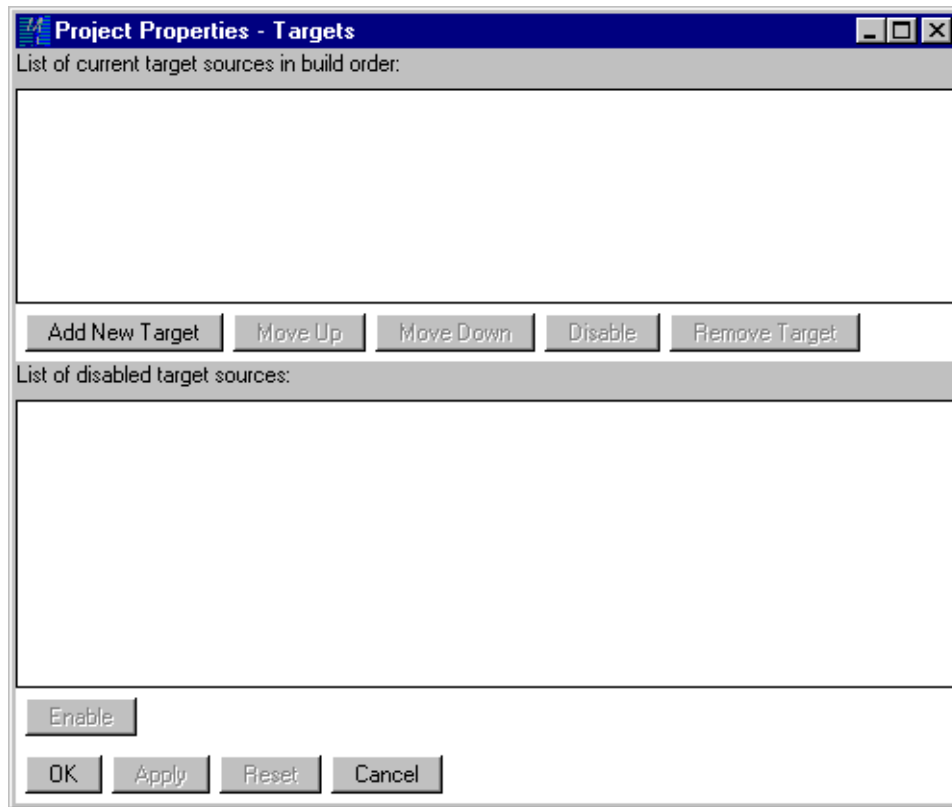 Project Properties - Targets
List of current target sources in build order:
Add New Target Move Up Move Down Disable Remove Target
List of disabled target sources:
Enable
OK Apply Reset Cancel